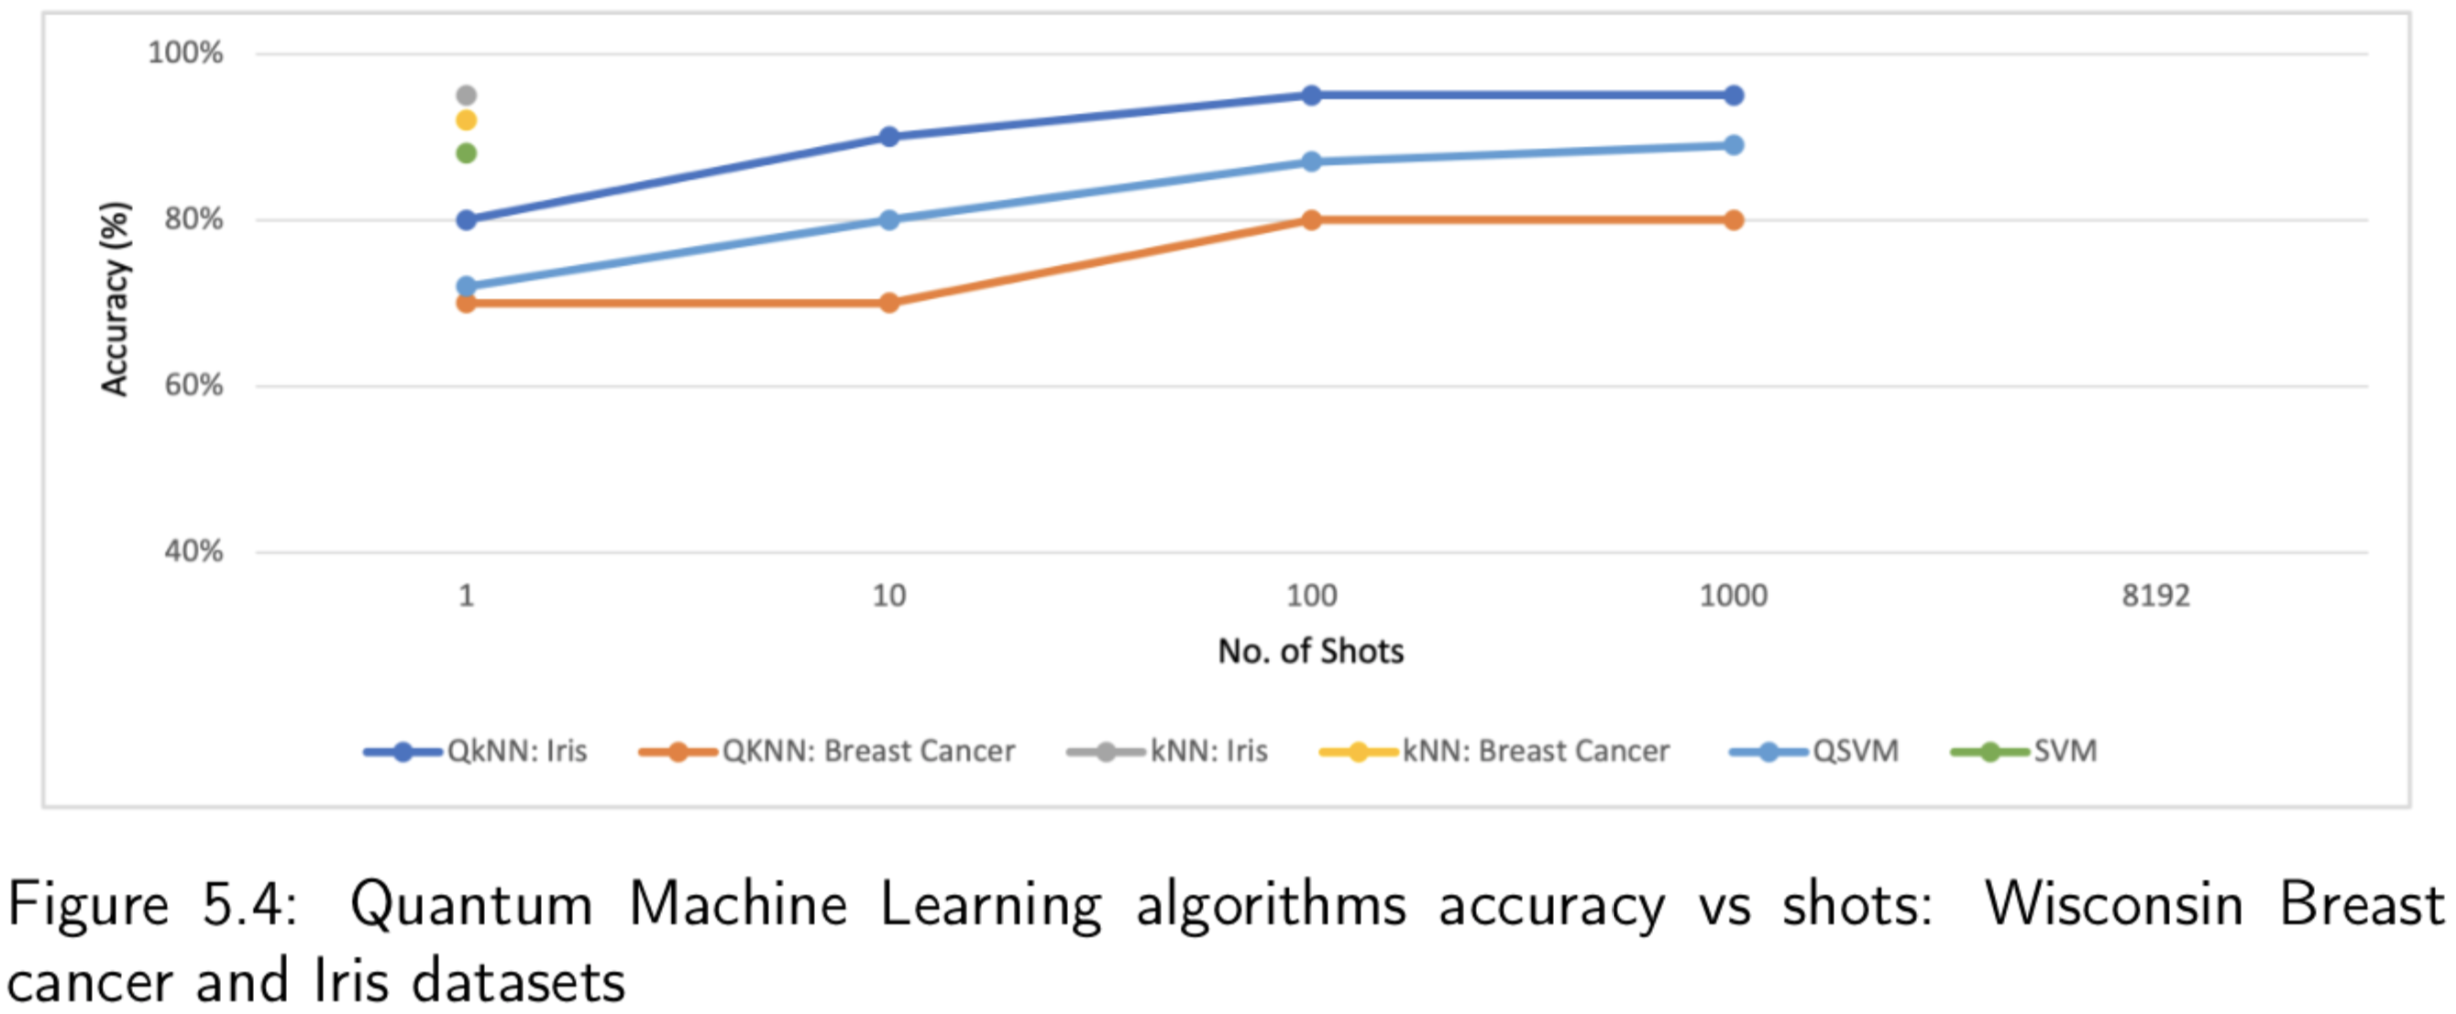 100%
80%
60%
40%
Accuracy (%)
1 10 100 1000 8192
No. of Shots
QkNN: Iris QKNN: Breast Cancer kNN: Iris kNN: Breast Cancer QSVM SVM
Figure 5.4: Quantum Machine Learning algorithms accuracy vs shots: Wisconsin Breast
cancer and Iris datasets